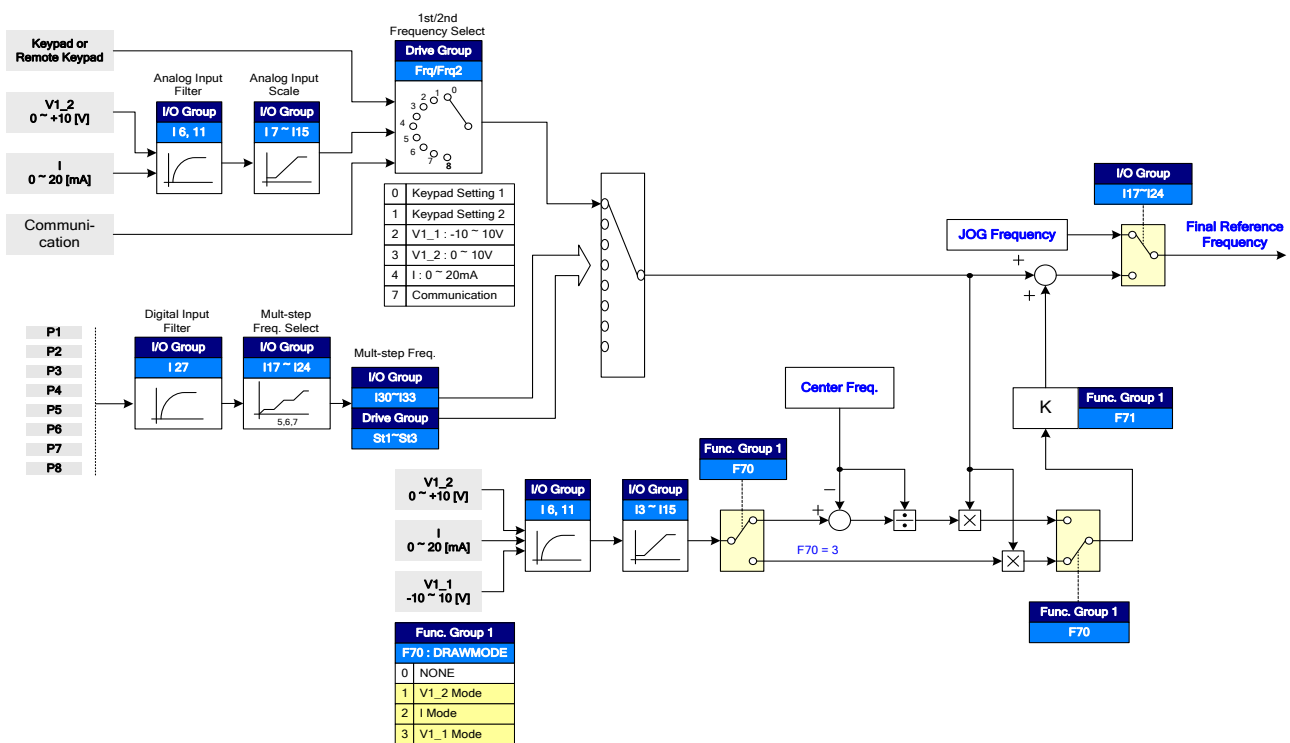 1st/2nd
Frequency Select
Keypad or
Remote Keypad
Drive Group
Frq/Frq2
Analog Input
Filter
Analog Input
Scale
0
1
2
3
4
5
6
7
8
V1_2
0 ~ +10 [V]
I/O Group
I 6, 11
I/O Group
I 7 ~ I15
I
0 ~ 20 [mA]
Communi-
cation
0 Keypad Setting 1
1 Keypad Setting 2
2 V1_1 : -10 ~ 10V
3 V1_2 : 0 ~ 10V
4 I : 0 ~ 20mA
7 Communication
I/O Group
I17~I24
JOG Frequency
Final Reference
Frequency
+
+
P1
P2
P3
P4
P5
P6
P7
P8
Digital Input
Filter
I/O Group
I 27
Mult-step
Freq. Select
I/O Group
I17 ~ I24
5,6,7
Mult-step Freq.
I/O Group
I30~I33
Drive Group
St1~St3
Center Freq.
K
Func. Group 1
F71
Func. Group 1
F70
V1_2
0 ~ +10 [V]
I
0 ~ 20 [mA]
V1_1
-10 ~ 10 [V]
I/O Group
I 6, 11
I/O Group
I3 ~ I15
−
+
÷
×
F70 = 3
×
Func. Group 1
F70
Func. Group 1
F70 : DRAWMODE
0 NONE
1 V1_2 Mode
2 I Mode
3 V1_1 Mode